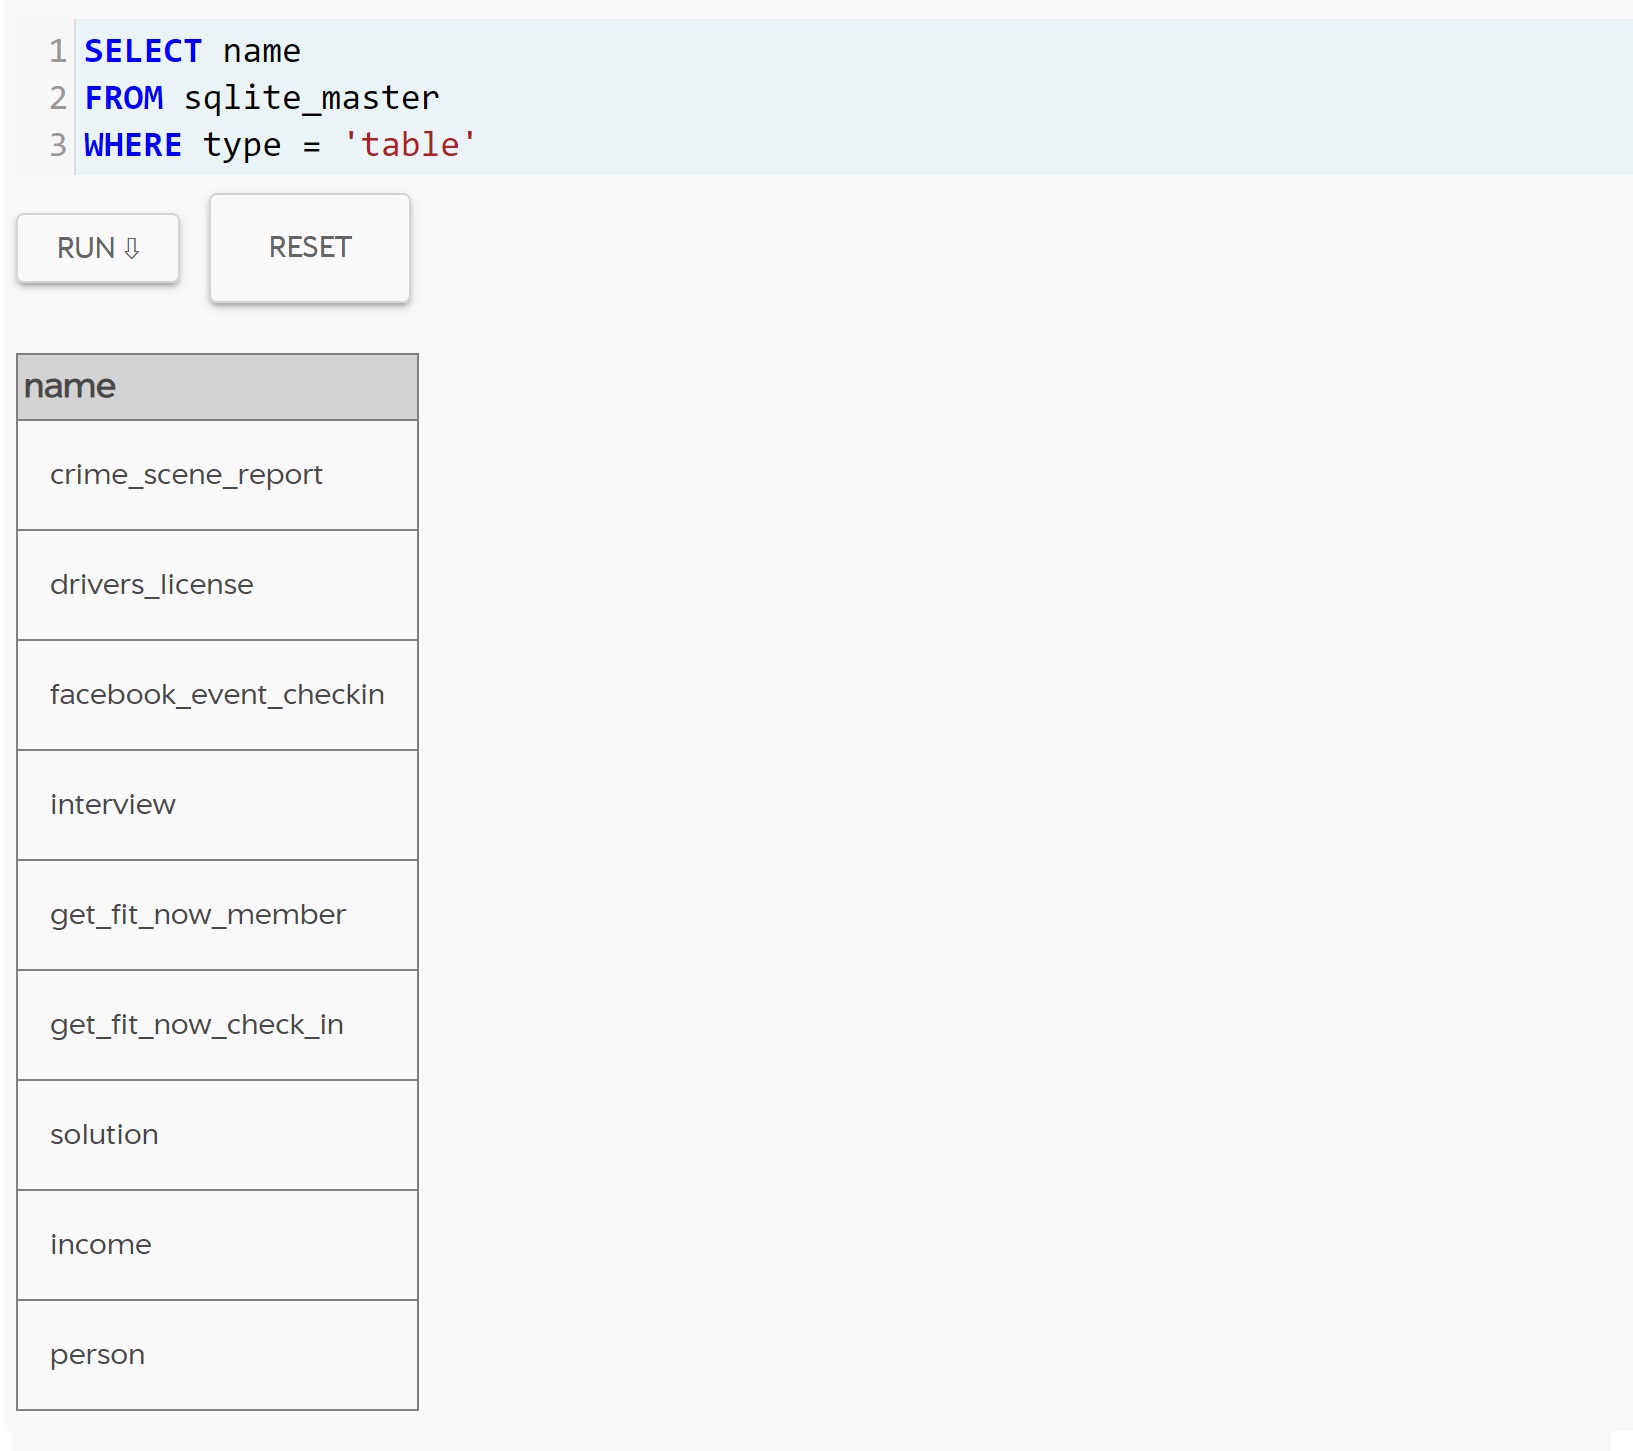 1 SELECT name
2 FROM sqlite_master
3 WHERE type = 'table'
RUN ⇩ RESET
name
crime_scene_report
drivers_license
facebook_event_checkin
interview
get_fit_now_member
get_fit_now_check_in
solution
income
person